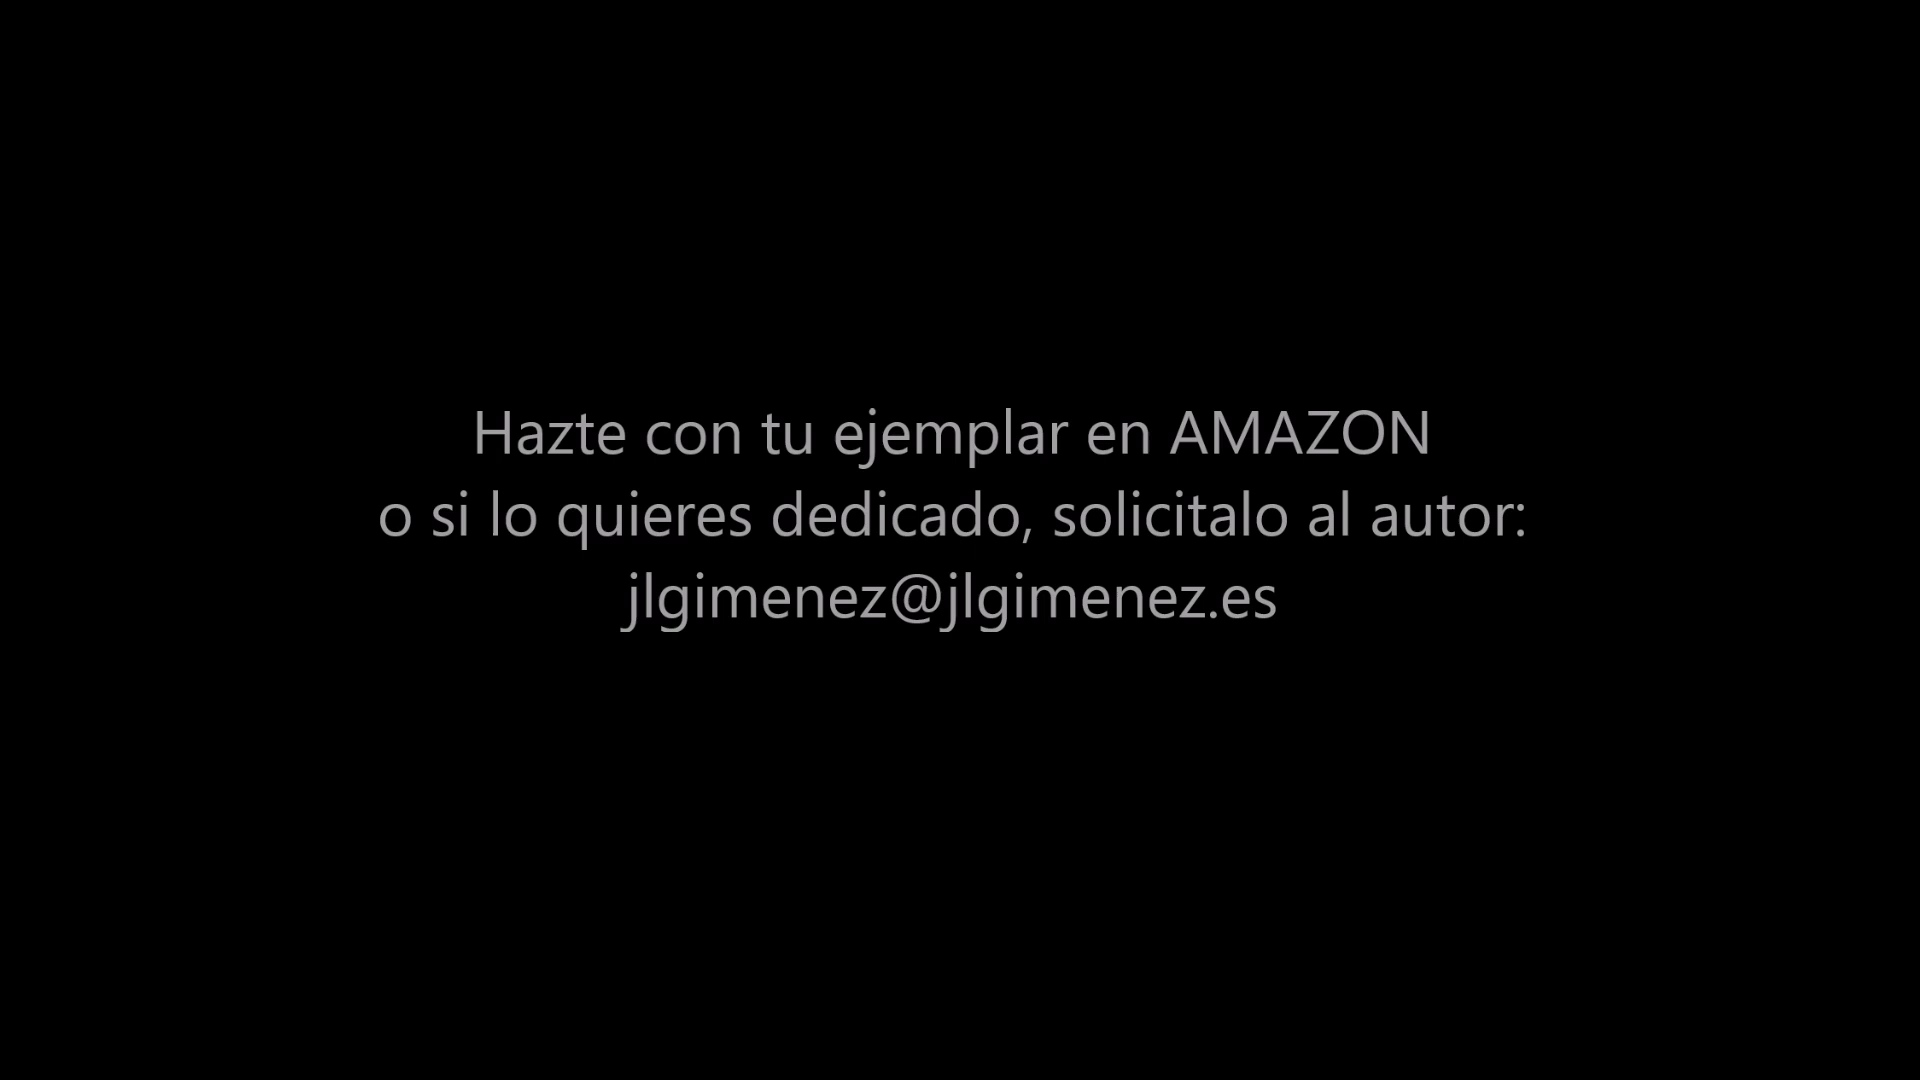 Hazte con tu ejemplar en AMAZON
o si lo quieres dedicado, solicitalo al autor:
jlgimenez@jlgimenez.es